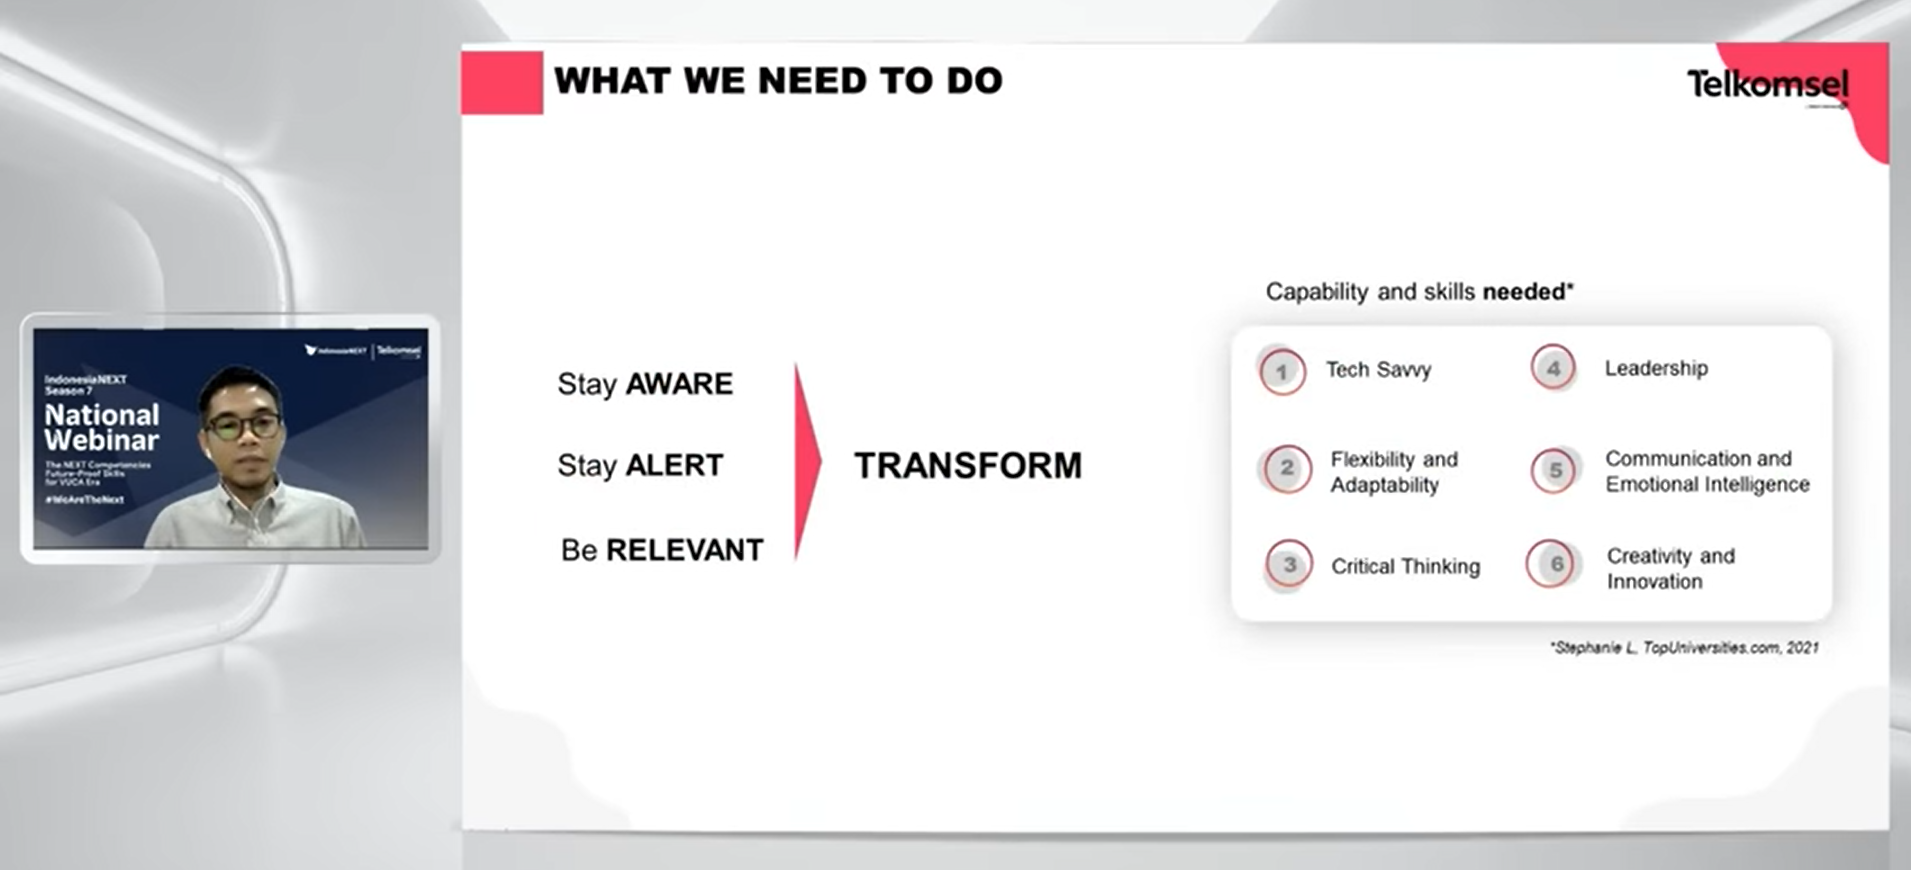 WHAT WE NEED TO DO
Telkomsel
Stay AWARE
Stay ALERT
Be RELEVANT
TRANSFORM
Capability and skills needed*
1 Tech Savvy
2 Flexibility and
Adaptability
3 Critical Thinking
4 Leadership
5 Communication and
Emotional Intelligence
6 Creativity and
Innovation
*Stephanie L, TopUniversities.com, 2021
IndonesiaNEXT | Telkomsel
IndonesiaNEXT
Season 7
National
Webinar
The NEXT Competencies
Future-Proof Skills
for VUCA Era
#WeAreTheNext